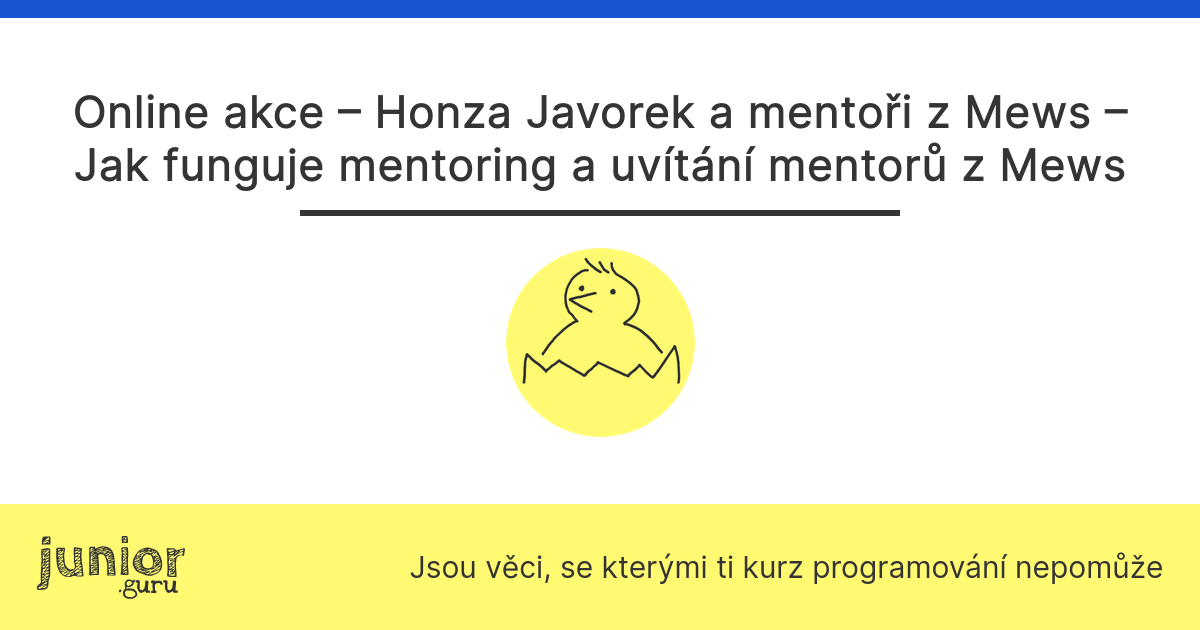 Online akce – Honza Javorek a mentoři z Mews –
Jak funguje mentoring a uvítání mentorů z Mews
junior
.guru
Jsou věci, se kterými ti kurz programování nepomůže